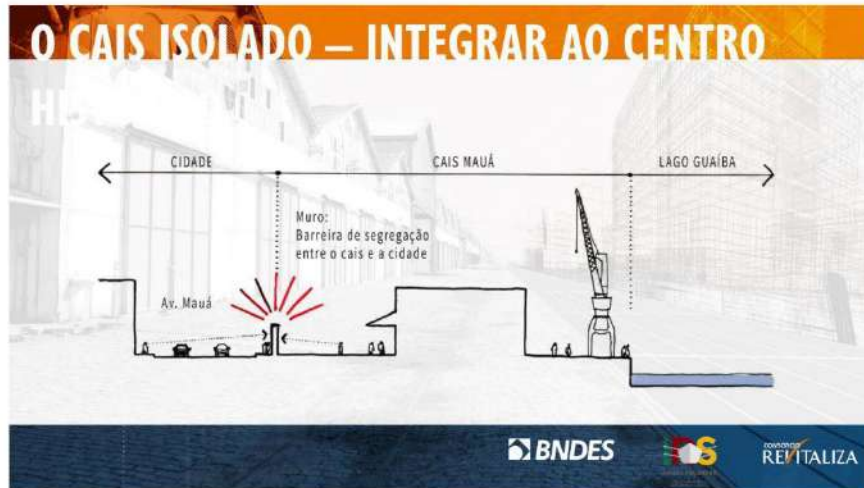 O CAIS ISOLADO – INTEGRAR AO CENTRO
CIDADE
CAIS MAUÁ
LAGO GUAÍBA
Muro:
Barreira de segregação
entre o cais e a cidade
Av. Mauá
BNDES
CONSÓRCIO
REVITALIZA